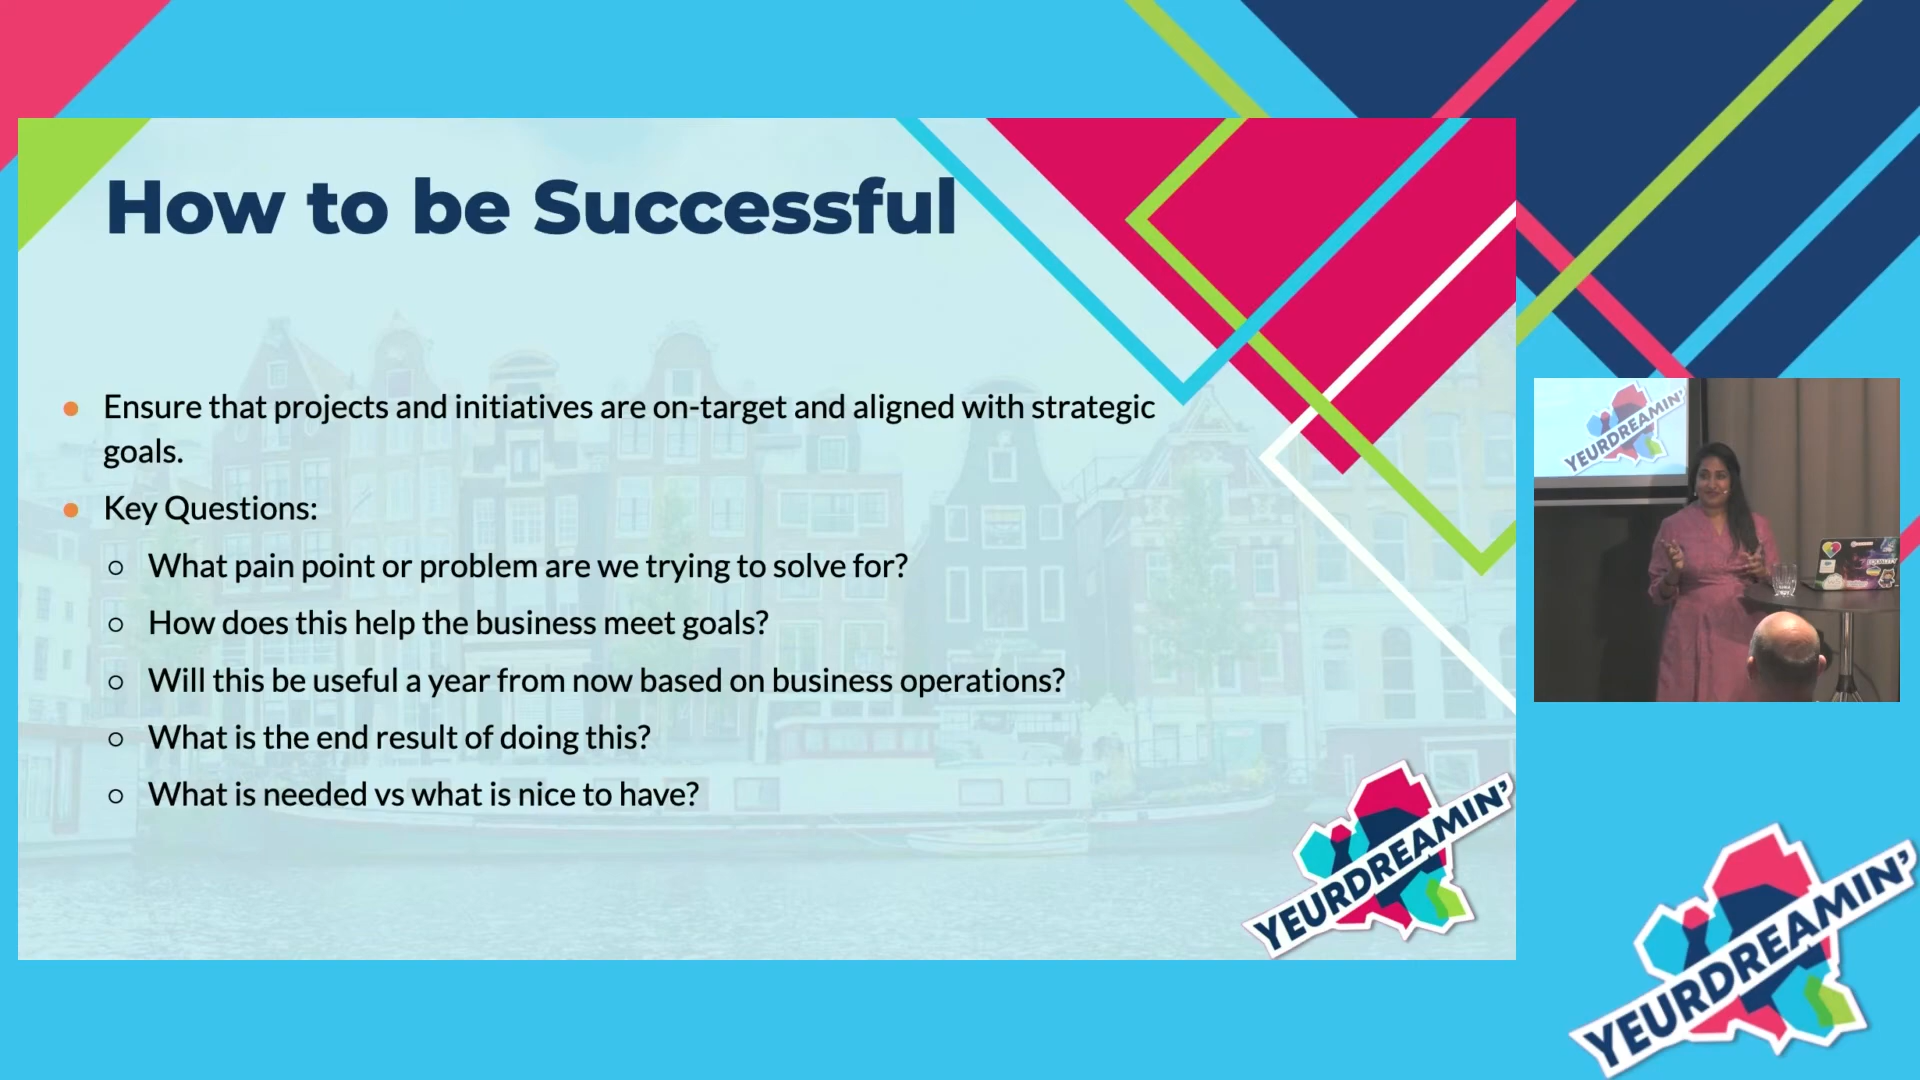 How to be Successful
Ensure that projects and initiatives are on-target and aligned with strategic
goals.
Key Questions:
What pain point or problem are we trying to solve for?
How does this help the business meet goals?
Will this be useful a year from now based on business operations?
What is the end result of doing this?
What is needed vs what is nice to have?
YEURDREAMIN'
YEURDREAMIN'
YEURDREAMIN'